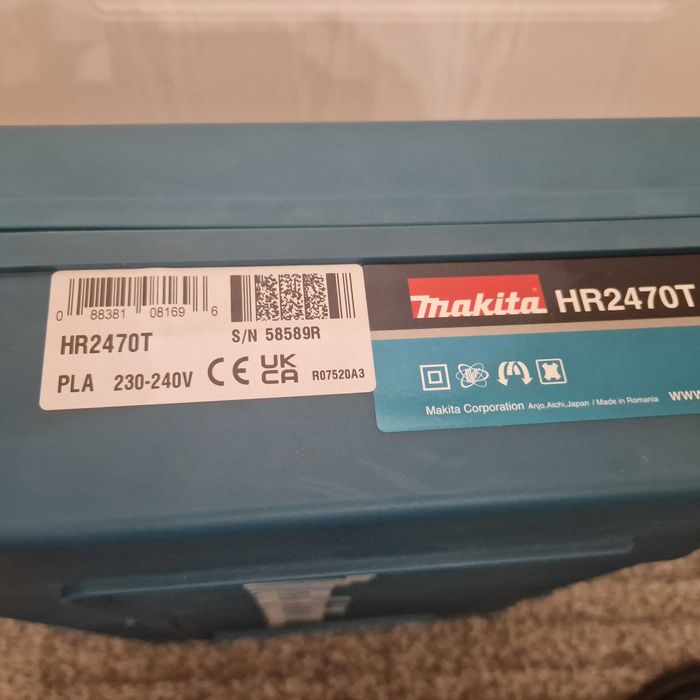 0 88381 08169 6
HR2470T
S/N 58589R
PLA 230-240V CE UK CA R07520A3
makita HR2470T
Makita Corporation Anjo,Aichi,Japan / Made in Romania www